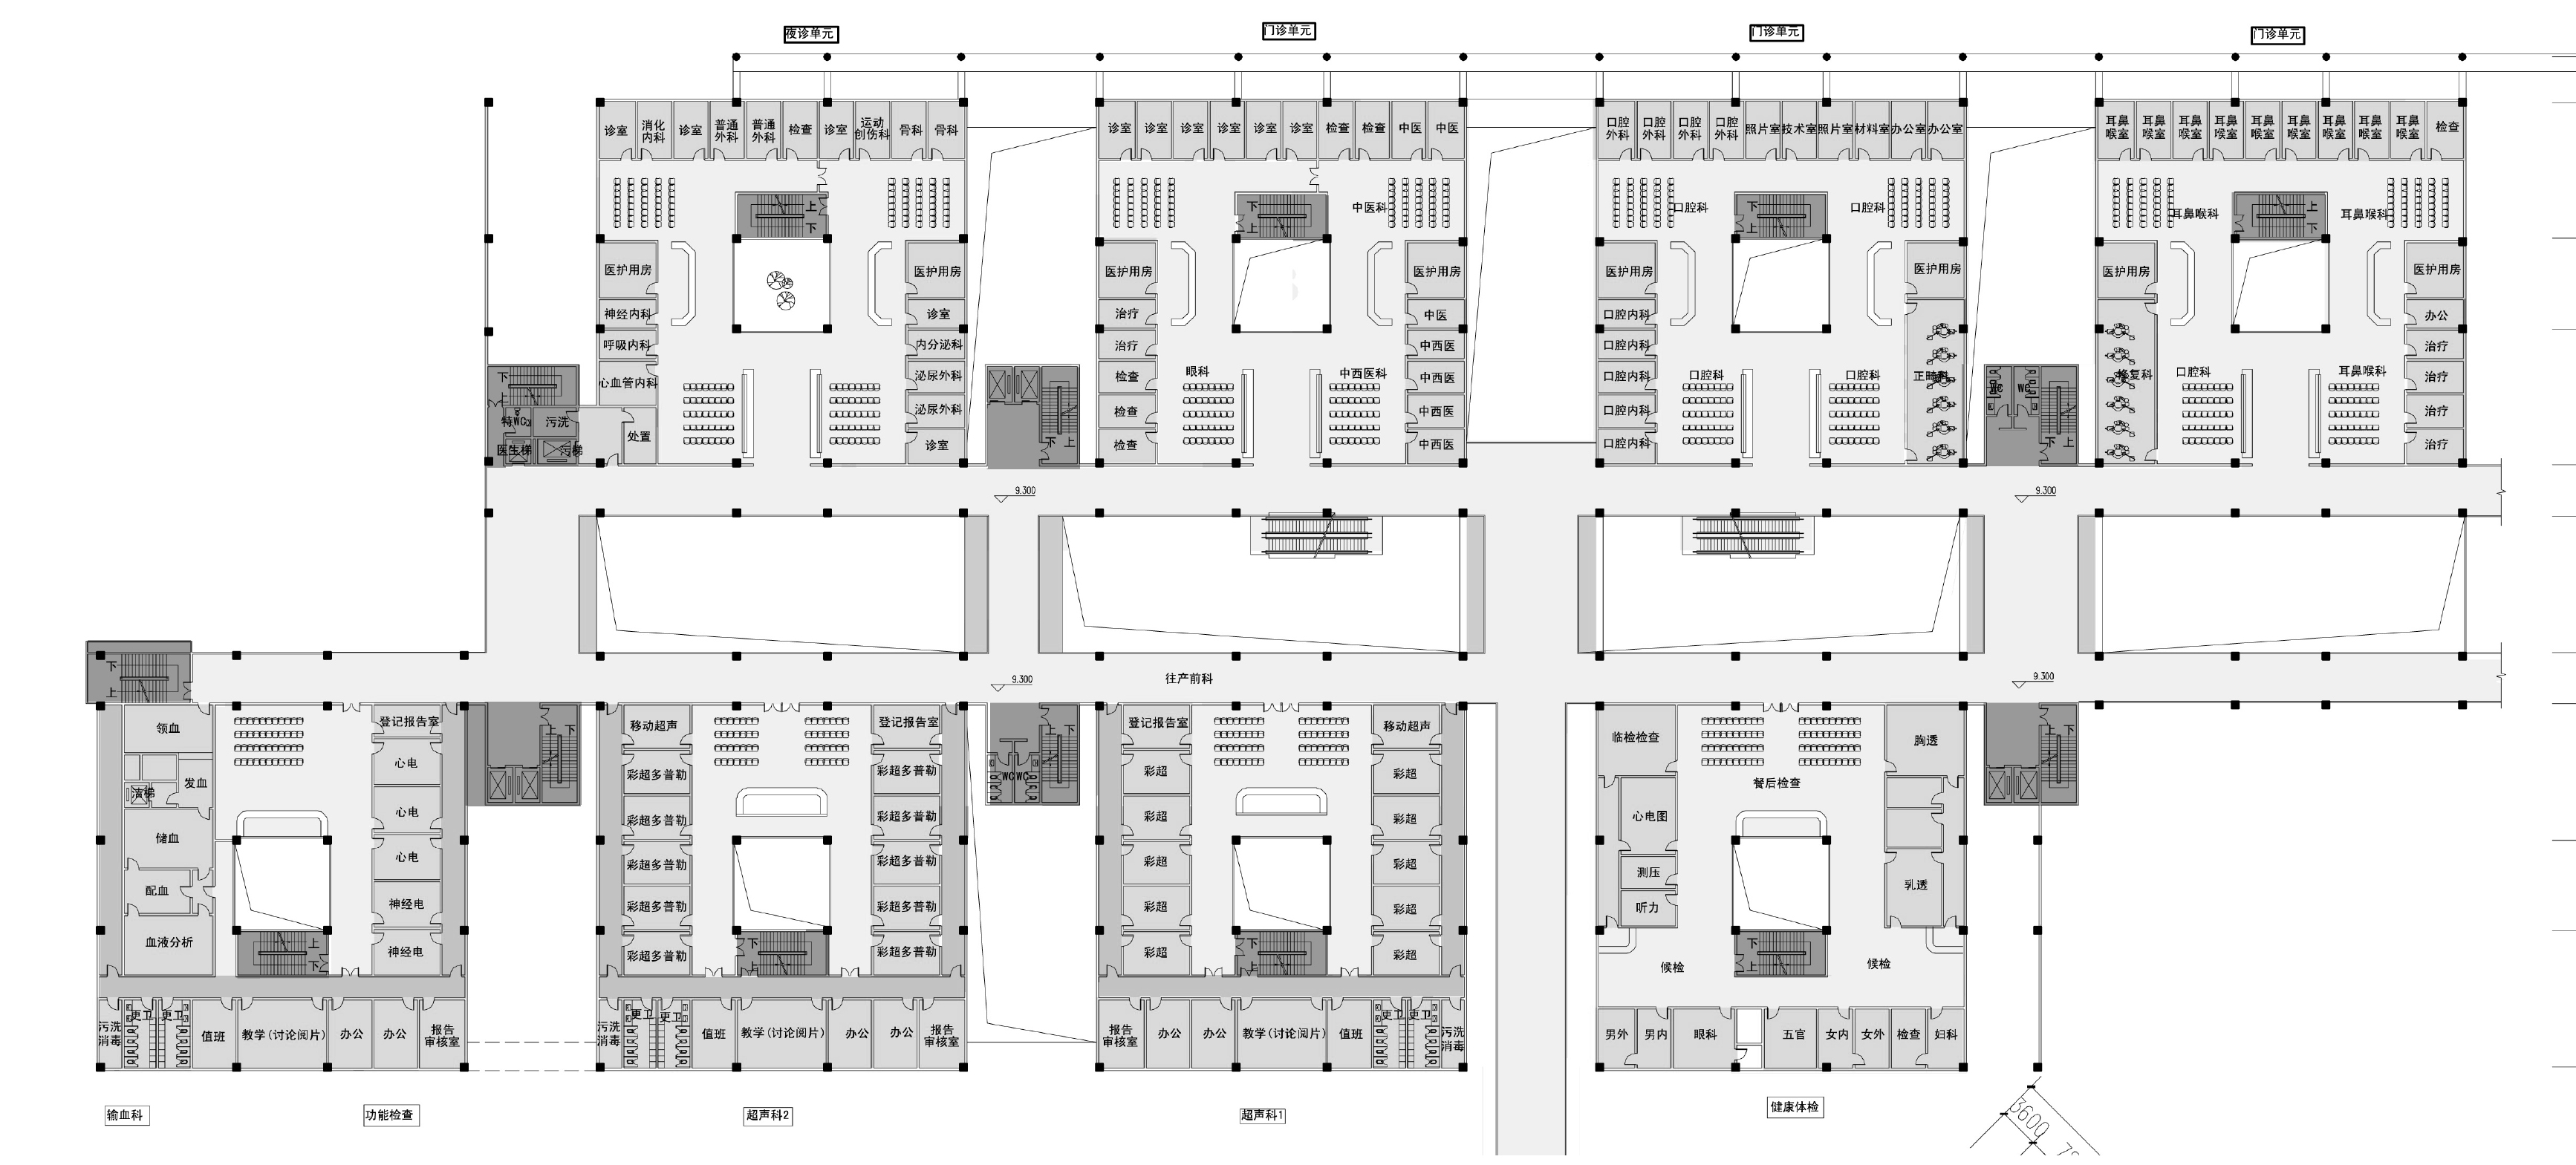 夜诊单元
门诊单元
门诊单元
门诊单元
诊室
消化
内科
诊室
普通
外科
普通
外科
检查
诊室
运动
创伤科
骨科
骨科
诊室
诊室
诊室
诊室
诊室
诊室
检查
检查
中医
中医
口腔
外科
口腔
外科
口腔
外科
口腔
外科
照片室
技术室
照片室
材料室
办公室
办公室
耳鼻
喉室
耳鼻
喉室
耳鼻
喉室
耳鼻
喉室
耳鼻
喉室
耳鼻
喉室
耳鼻
喉室
耳鼻
喉室
耳鼻
喉室
检查
上
下
下
上
中医科
口腔科
下
上
口腔科
耳鼻喉科
上
下
耳鼻喉科
医护用房
神经内科
呼吸内科
心血管内科
处置
医护用房
诊室
内分泌科
泌尿外科
泌尿外科
诊室
医护用房
治疗
治疗
检查
检查
检查
眼科
中西医科
医护用房
中医
中西医
中西医
中西医
中西医
医护用房
口腔内科
口腔内科
口腔内科
口腔内科
口腔内科
口腔科
口腔科
医护用房
正畸科
医护用房
修复科
口腔科
耳鼻喉科
医护用房
办公
治疗
治疗
治疗
治疗
下
上
特WC
污洗
医生梯
污梯
下 上
WC
WC
下 上
9.300
9.300
往产前科
9.300
9.300
下
上
领血
发血
洁梯
储血
配血
血液分析
登记报告室
心电
心电
心电
神经电
神经电
上
下
上 下
移动超声
彩超多普勒
彩超多普勒
彩超多普勒
彩超多普勒
彩超多普勒
登记报告室
彩超多普勒
彩超多普勒
彩超多普勒
彩超多普勒
彩超多普勒
下
上
上 下
WC
WC
登记报告室
彩超
彩超
彩超
彩超
彩超
移动超声
彩超
彩超
彩超
彩超
彩超
下
上
临检检查
心电图
测压
听力
餐后检查
胸透
乳透
候检
候检
下
上
上 下
污洗
消毒
更卫
更卫
值班
教学(讨论阅片)
办公
办公
报告
审核室
污洗
消毒
更卫
更卫
值班
教学(讨论阅片)
办公
办公
报告
审核室
报告
审核室
办公
办公
教学(讨论阅片)
值班
更卫
更卫
污洗
消毒
男外
男内
眼科
五官
女内
女外
检查
妇科
输血科
功能检查
超声科2
超声科1
健康体检
3600